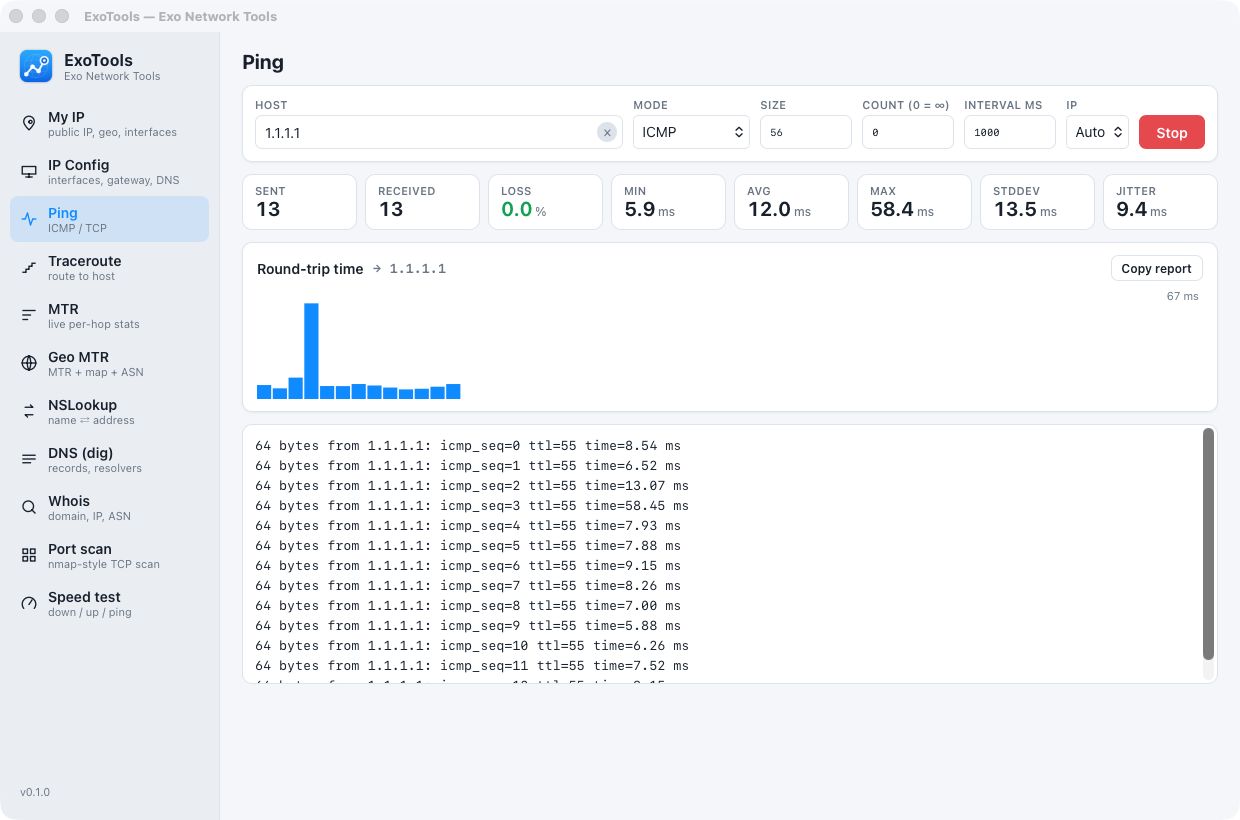 ExoTools — Exo Network Tools
ExoTools
Exo Network Tools
My IP
public IP, geo, interfaces
IP Config
interfaces, gateway, DNS
Ping
ICMP / TCP
Traceroute
route to host
MTR
live per-hop stats
Geo MTR
MTR + map + ASN
NSLookup
name ⇄ address
DNS (dig)
records, resolvers
Whois
domain, IP, ASN
Port scan
nmap-style TCP scan
Speed test
down / up / ping
v0.1.0
Ping
HOST MODE SIZE COUNT (0 = ∞) INTERVAL MS IP
1.1.1.1 × ICMP 56 0 1000 Auto Stop
SENT RECEIVED LOSS MIN AVG MAX STDDEV JITTER
13 13 0.0 % 5.9 ms 12.0 ms 58.4 ms 13.5 ms 9.4 ms
Round-trip time → 1.1.1.1 Copy report
67 ms
64 bytes from 1.1.1.1: icmp_seq=0 ttl=55 time=8.54 ms
64 bytes from 1.1.1.1: icmp_seq=1 ttl=55 time=6.52 ms
64 bytes from 1.1.1.1: icmp_seq=2 ttl=55 time=13.07 ms
64 bytes from 1.1.1.1: icmp_seq=3 ttl=55 time=58.45 ms
64 bytes from 1.1.1.1: icmp_seq=4 ttl=55 time=7.93 ms
64 bytes from 1.1.1.1: icmp_seq=5 ttl=55 time=7.88 ms
64 bytes from 1.1.1.1: icmp_seq=6 ttl=55 time=9.15 ms
64 bytes from 1.1.1.1: icmp_seq=7 ttl=55 time=8.26 ms
64 bytes from 1.1.1.1: icmp_seq=8 ttl=55 time=7.00 ms
64 bytes from 1.1.1.1: icmp_seq=9 ttl=55 time=5.88 ms
64 bytes from 1.1.1.1: icmp_seq=10 ttl=55 time=6.26 ms
64 bytes from 1.1.1.1: icmp_seq=11 ttl=55 time=7.52 ms